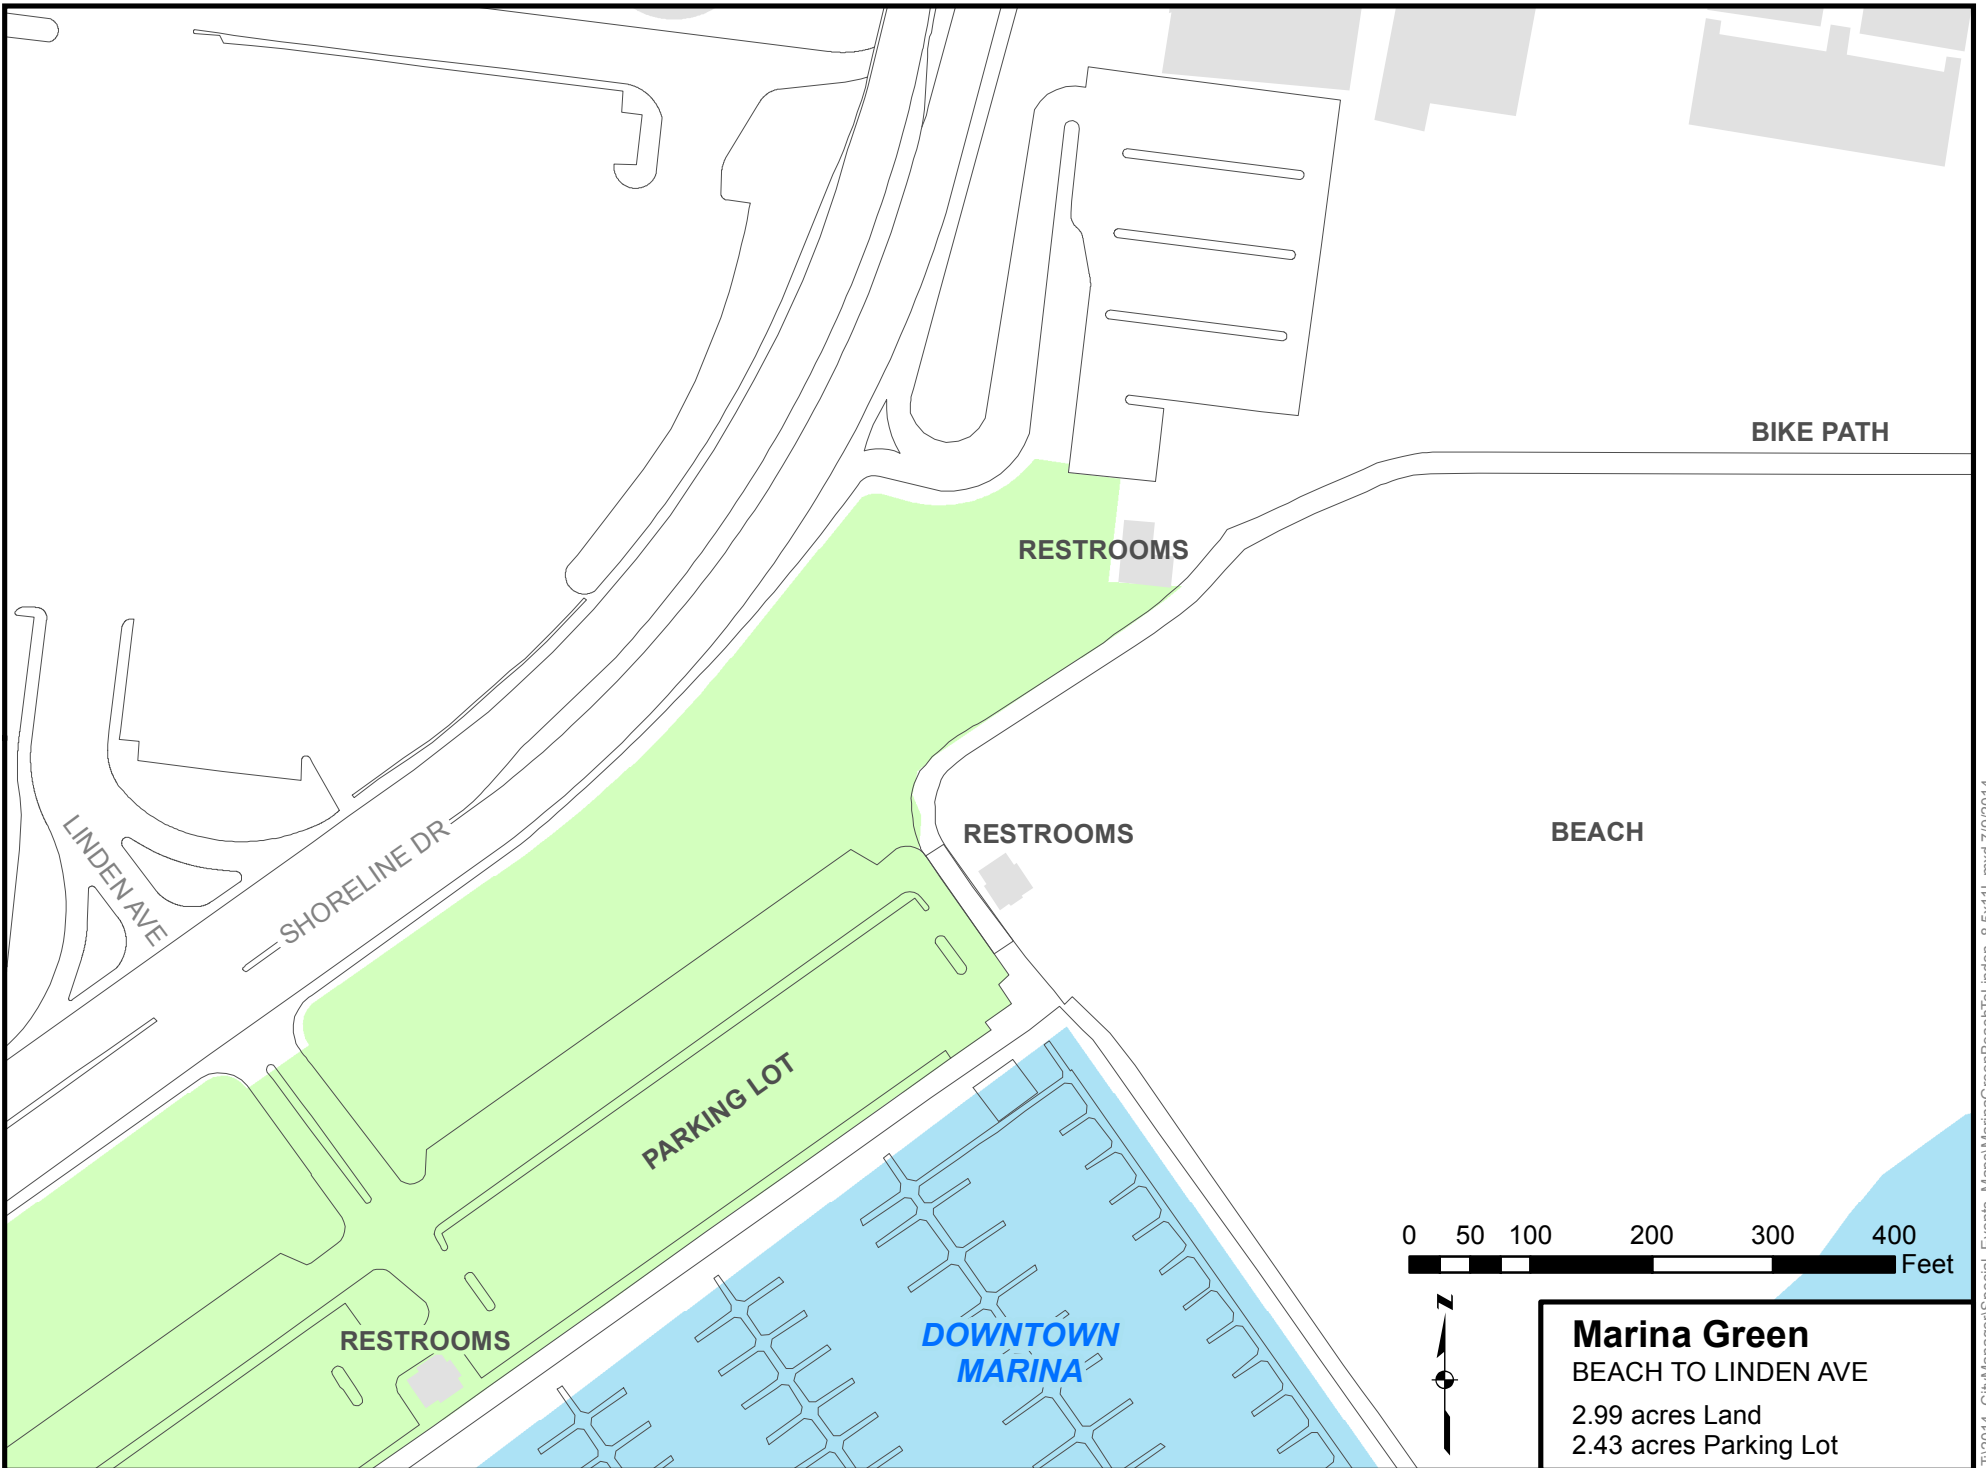 BIKE PATH
RESTROOMS
RESTROOMS
BEACH
LINDEN AVE
SHORELINE DR
PARKING LOT
RESTROOMS
DOWNTOWN
MARINA
0 50 100 200 300 400
Feet
N
Marina Green
BEACH TO LINDEN AVE
2.99 acres Land
2.43 acres Parking Lot